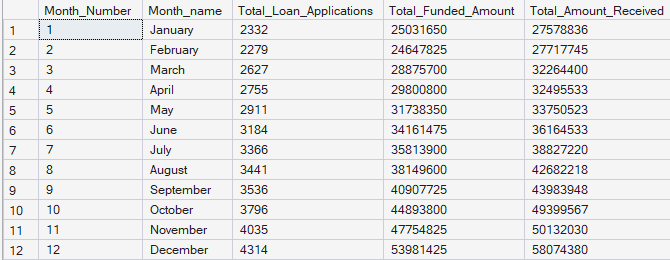 Month_Number Month_name Total_Loan_Applications Total_Funded_Amount Total_Amount_Received
1 1 January 2332 25031650 27578836
2 2 February 2279 24647825 27717745
3 3 March 2627 28875700 32264400
4 4 April 2755 29800800 32495533
5 5 May 2911 31738350 33750523
6 6 June 3184 34161475 36164533
7 7 July 3366 35813900 38827220
8 8 August 3441 38149600 42682218
9 9 September 3536 40907725 43983948
10 10 October 3796 44893800 49399567
11 11 November 4035 47754825 50132030
12 12 December 4314 53981425 58074380